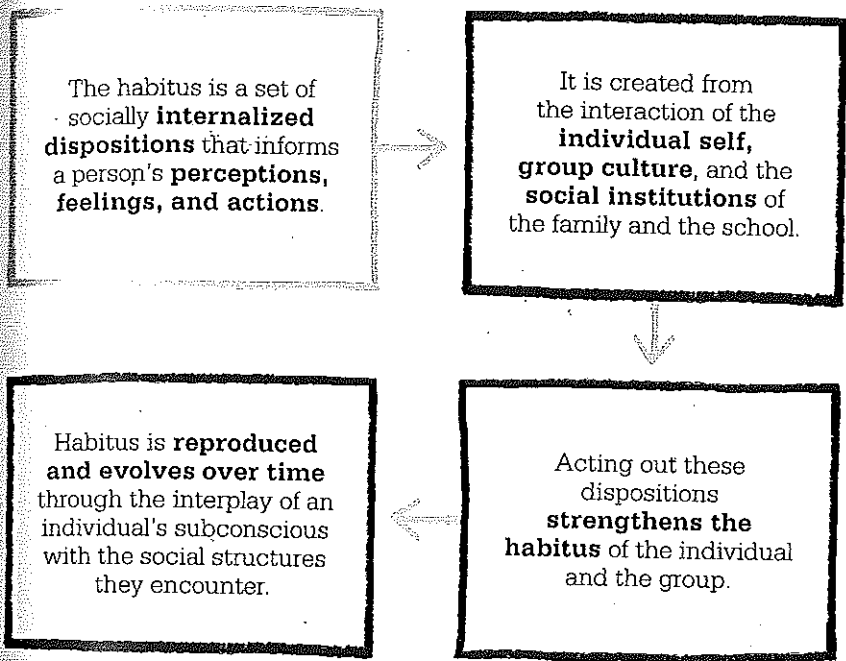 The habitus is a set of
socially internalized
dispositions that informs
a person's perceptions,
feelings, and actions.
It is created from
the interaction of the
individual self,
group culture, and the
social institutions of
the family and the school.
Acting out these
dispositions
strengthens the
habitus of the individual
and the group.
Habitus is reproduced
and evolves over time
through the interplay of an
individual's subconscious
with the social structures
they encounter.